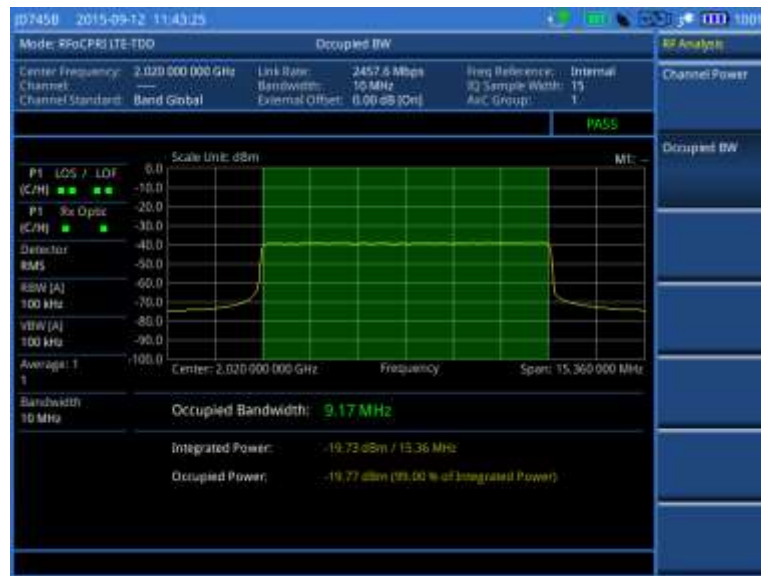 JD745B 2015-09-12 11:43:25
100%
Mode: RFoCPRI LTE-TDD Occupied BW
RF Analysis
Center Frequency: 2.020 000 000 GHz Link Rate: 2457.6 Mbps Freq Reference: Internal
Channel: --- Bandwidth: 10 MHz IQ Sample Width: 15
Channel Standard: Band Global External Offset: 0.00 dB [On] AxC Group: 1
Channel Power
PASS
Occupied BW
Scale Unit: dBm M1: --
P1 LOS / LOF
(C/H)
P1 Rx Optic
(C/H)
Detector
RMS
RBW [A]
100 kHz
VBW [A]
100 kHz
Average: 1
1
Bandwidth
10 MHz
0.0
-10.0
-20.0
-30.0
-40.0
-50.0
-60.0
-70.0
-80.0
-90.0
-100.0
Center: 2.020 000 000 GHz Frequency Span: 15.360 000 MHz
Occupied Bandwidth: 9.17 MHz
Integrated Power: -19.73 dBm / 15.36 MHz
Occupied Power: -19.77 dBm (99.00 % of Integrated Power)